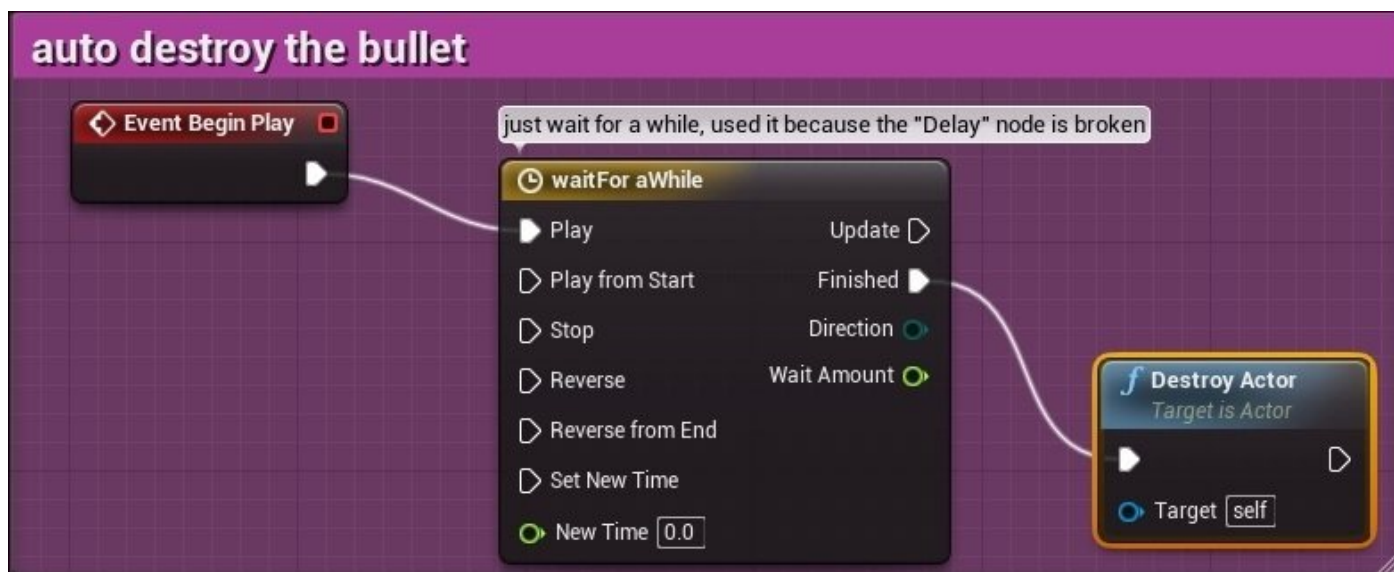 auto destroy the bullet
Event Begin Play
just wait for a while, used it because the "Delay" node is broken
waitFor aWhile
Play
Update
Play from Start
Finished
Stop
Direction
Reverse
Wait Amount
Reverse from End
Set New Time
New Time 0.0
f Destroy Actor
Target is Actor
Target self